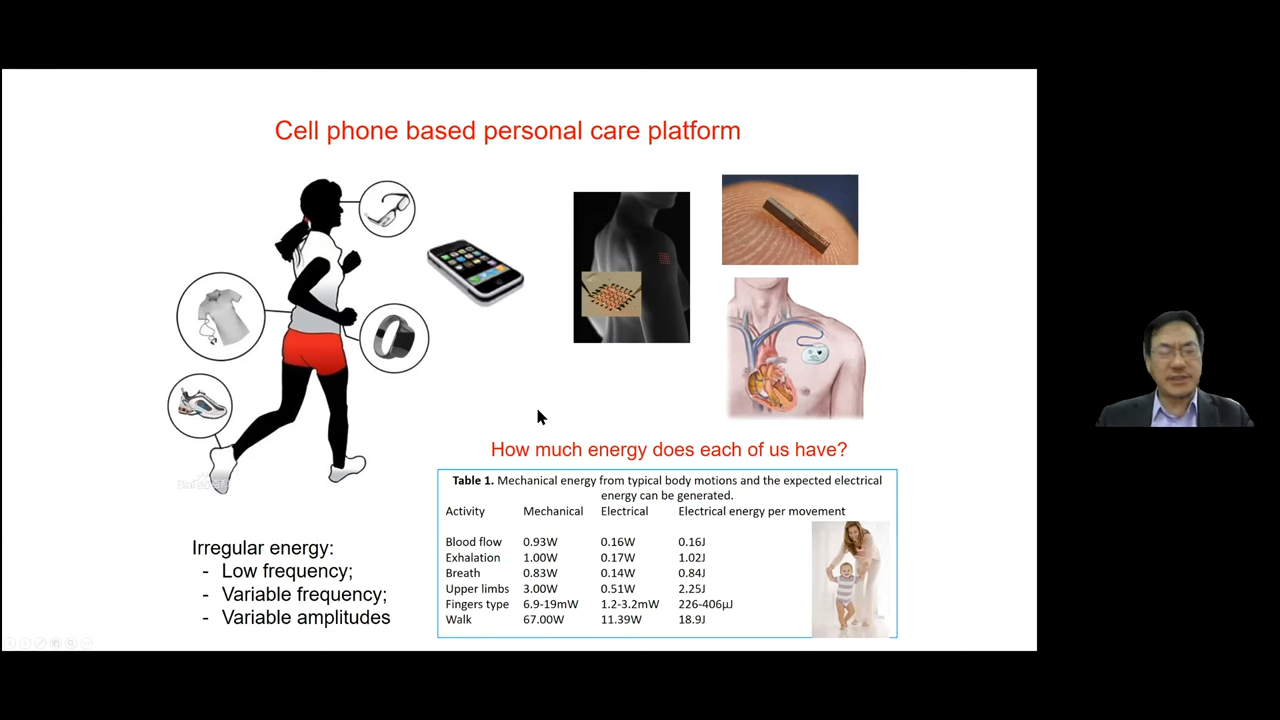 Cell phone based personal care platform
How much energy does each of us have?
Table 1. Mechanical energy from typical body motions and the expected electrical
energy can be generated.
Activity Mechanical Electrical Electrical energy per movement
Blood flow 0.93W 0.16W 0.16J
Exhalation 1.00W 0.17W 1.02J
Breath 0.83W 0.14W 0.84J
Upper limbs 3.00W 0.51W 2.25J
Fingers type 6.9-19mW 1.2-3.2mW 226-406μJ
Walk 67.00W 11.39W 18.9J
Irregular energy:
- Low frequency;
- Variable frequency;
- Variable amplitudes